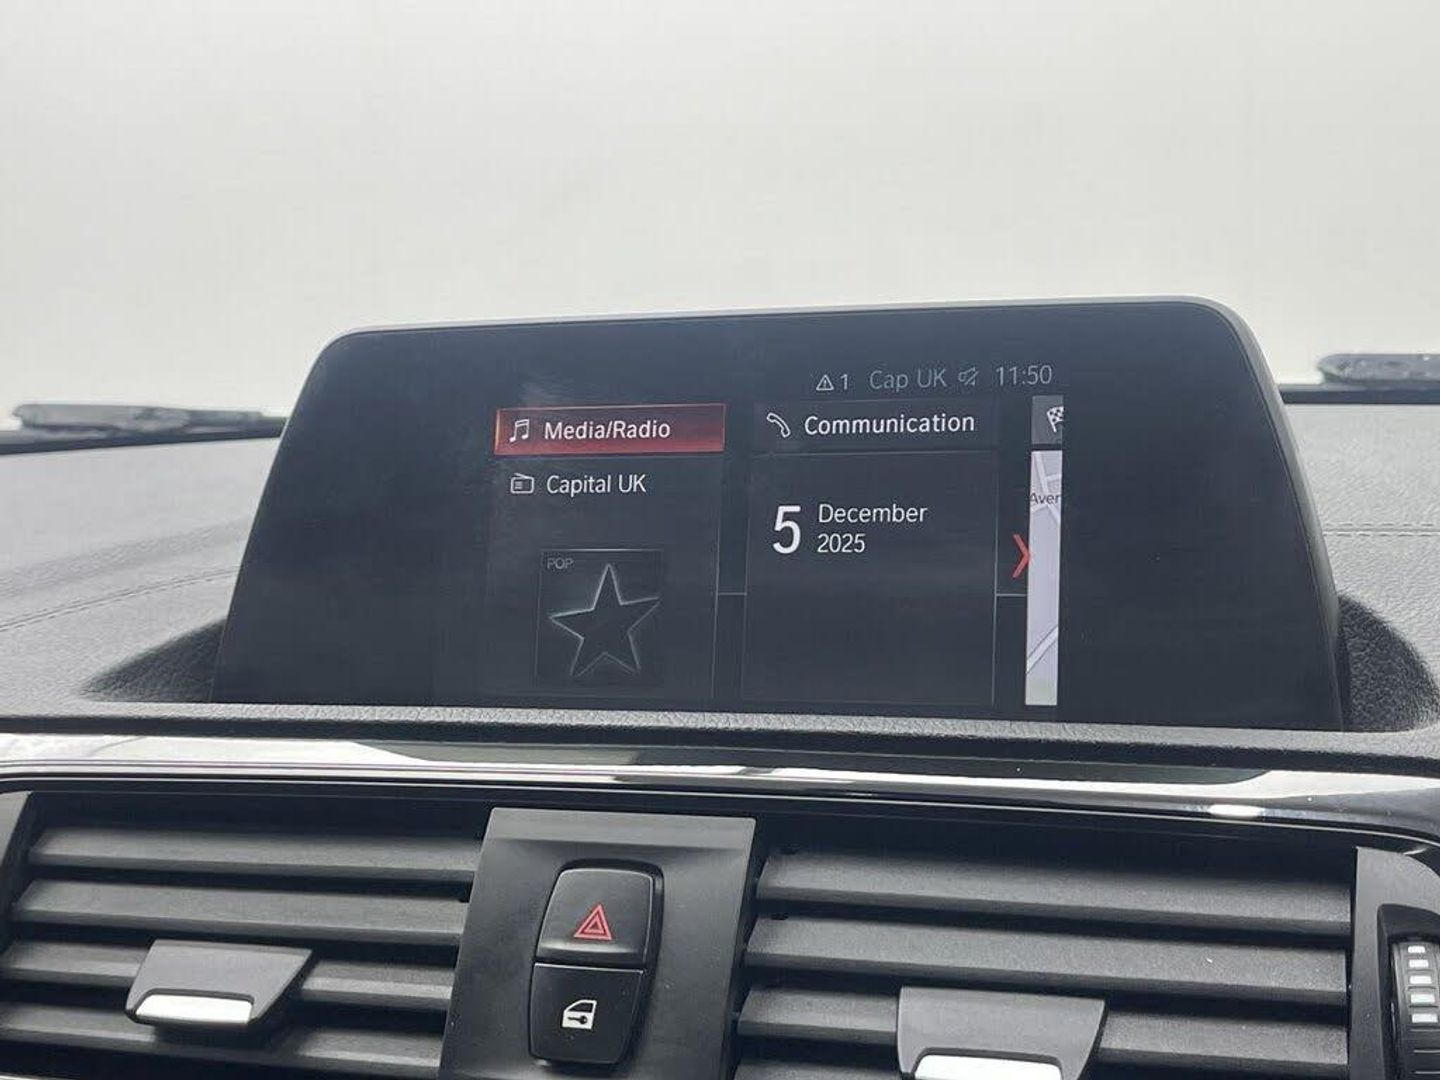 1 Cap UK 11:50
Media/Radio
Communication
Capital UK
Aver
5 December
2025
POP